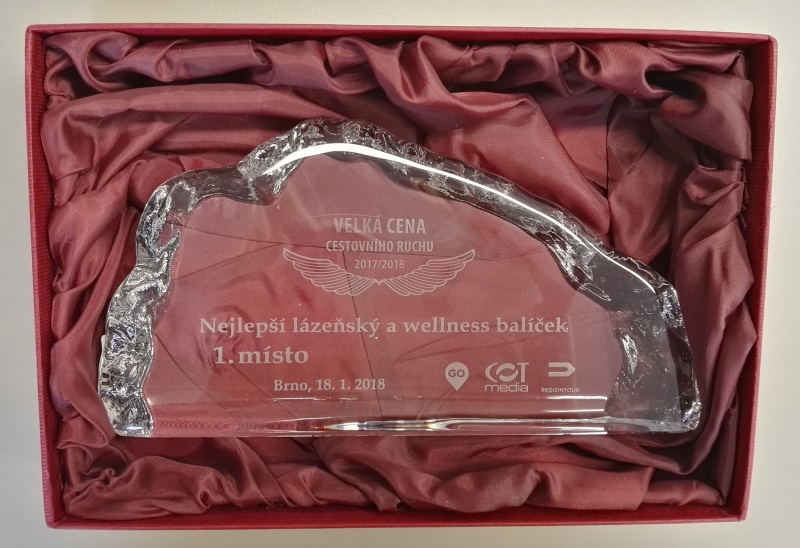 VELKÁ CENA
CESTOVNÍHO RUCHU
2017/2018
Nejlepší lázeňský a wellness balíček
1. místo
Brno, 18. 1. 2018
GO
COT
media
REGIONTOUR